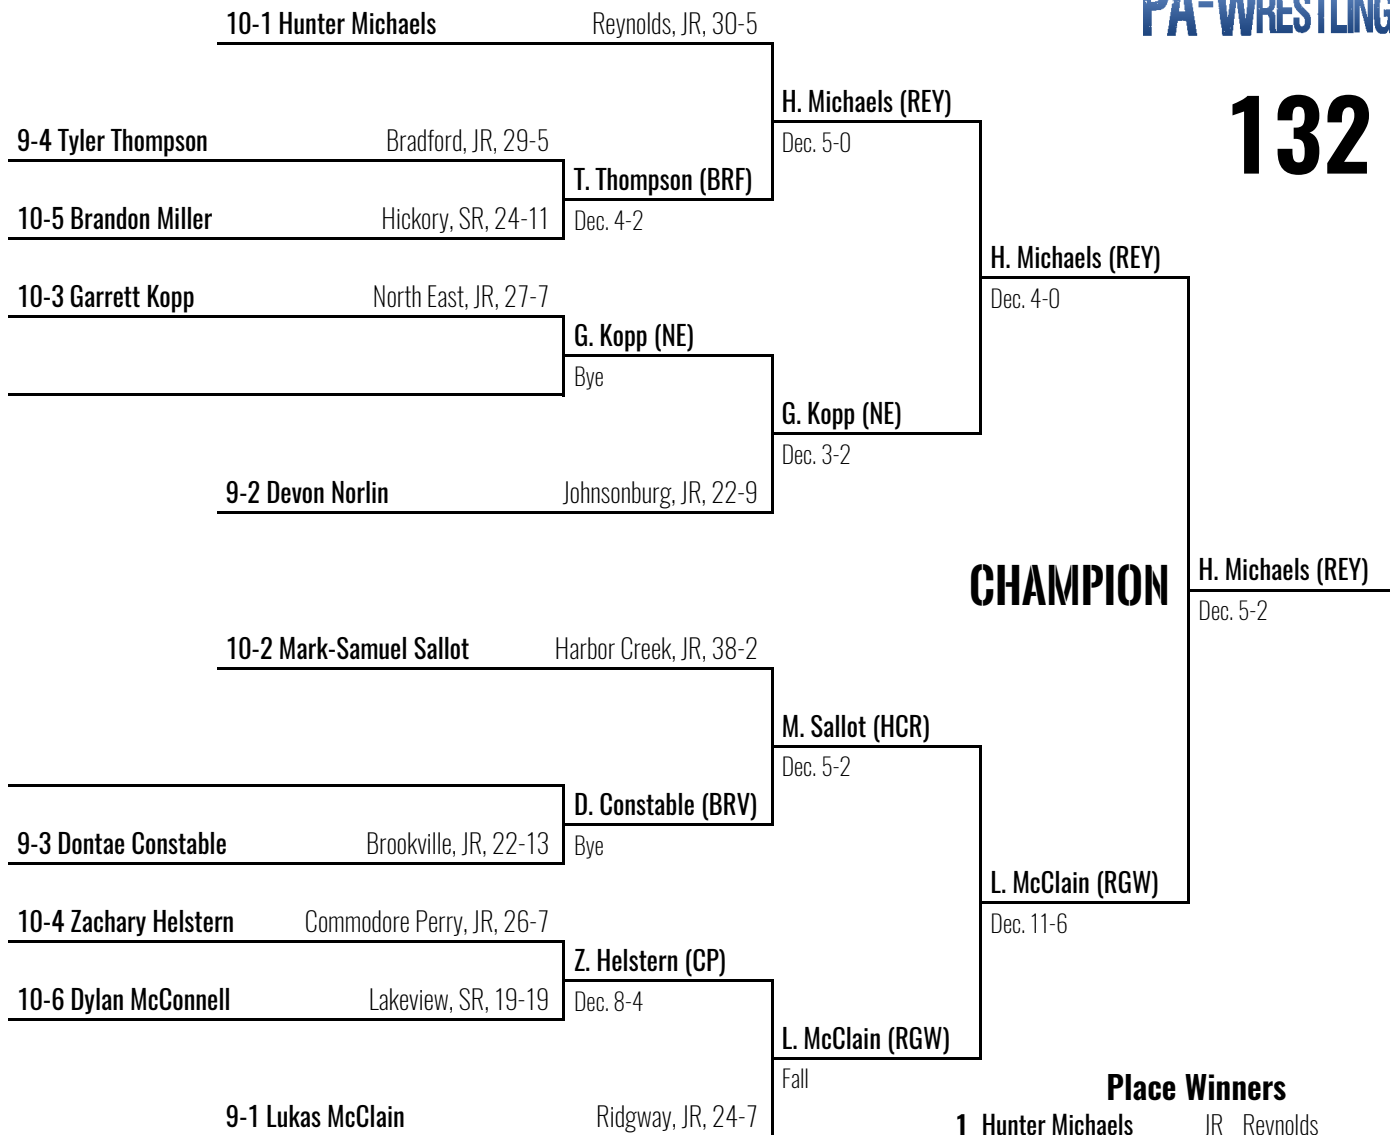 PA-WRESTLING
132
10-1 Hunter Michaels Reynolds, JR, 30-5
H. Michaels (REY)
Dec. 5-0
9-4 Tyler Thompson Bradford, JR, 29-5
T. Thompson (BRF)
Dec. 4-2
10-5 Brandon Miller Hickory, SR, 24-11
H. Michaels (REY)
Dec. 4-0
10-3 Garrett Kopp North East, JR, 27-7
G. Kopp (NE)
Bye
G. Kopp (NE)
Dec. 3-2
9-2 Devon Norlin Johnsonburg, JR, 22-9
CHAMPION
H. Michaels (REY)
Dec. 5-2
10-2 Mark-Samuel Sallot Harbor Creek, JR, 38-2
M. Sallot (HCR)
Dec. 5-2
D. Constable (BRV)
Bye
9-3 Dontae Constable Brookville, JR, 22-13
L. McClain (RGW)
Dec. 11-6
10-4 Zachary Helstern Commodore Perry, JR, 26-7
Z. Helstern (CP)
Dec. 8-4
10-6 Dylan McConnell Lakeview, SR, 19-19
L. McClain (RGW)
Fall
9-1 Lukas McClain Ridgway, JR, 24-7
Place Winners
1 Hunter Michaels JR Reynolds